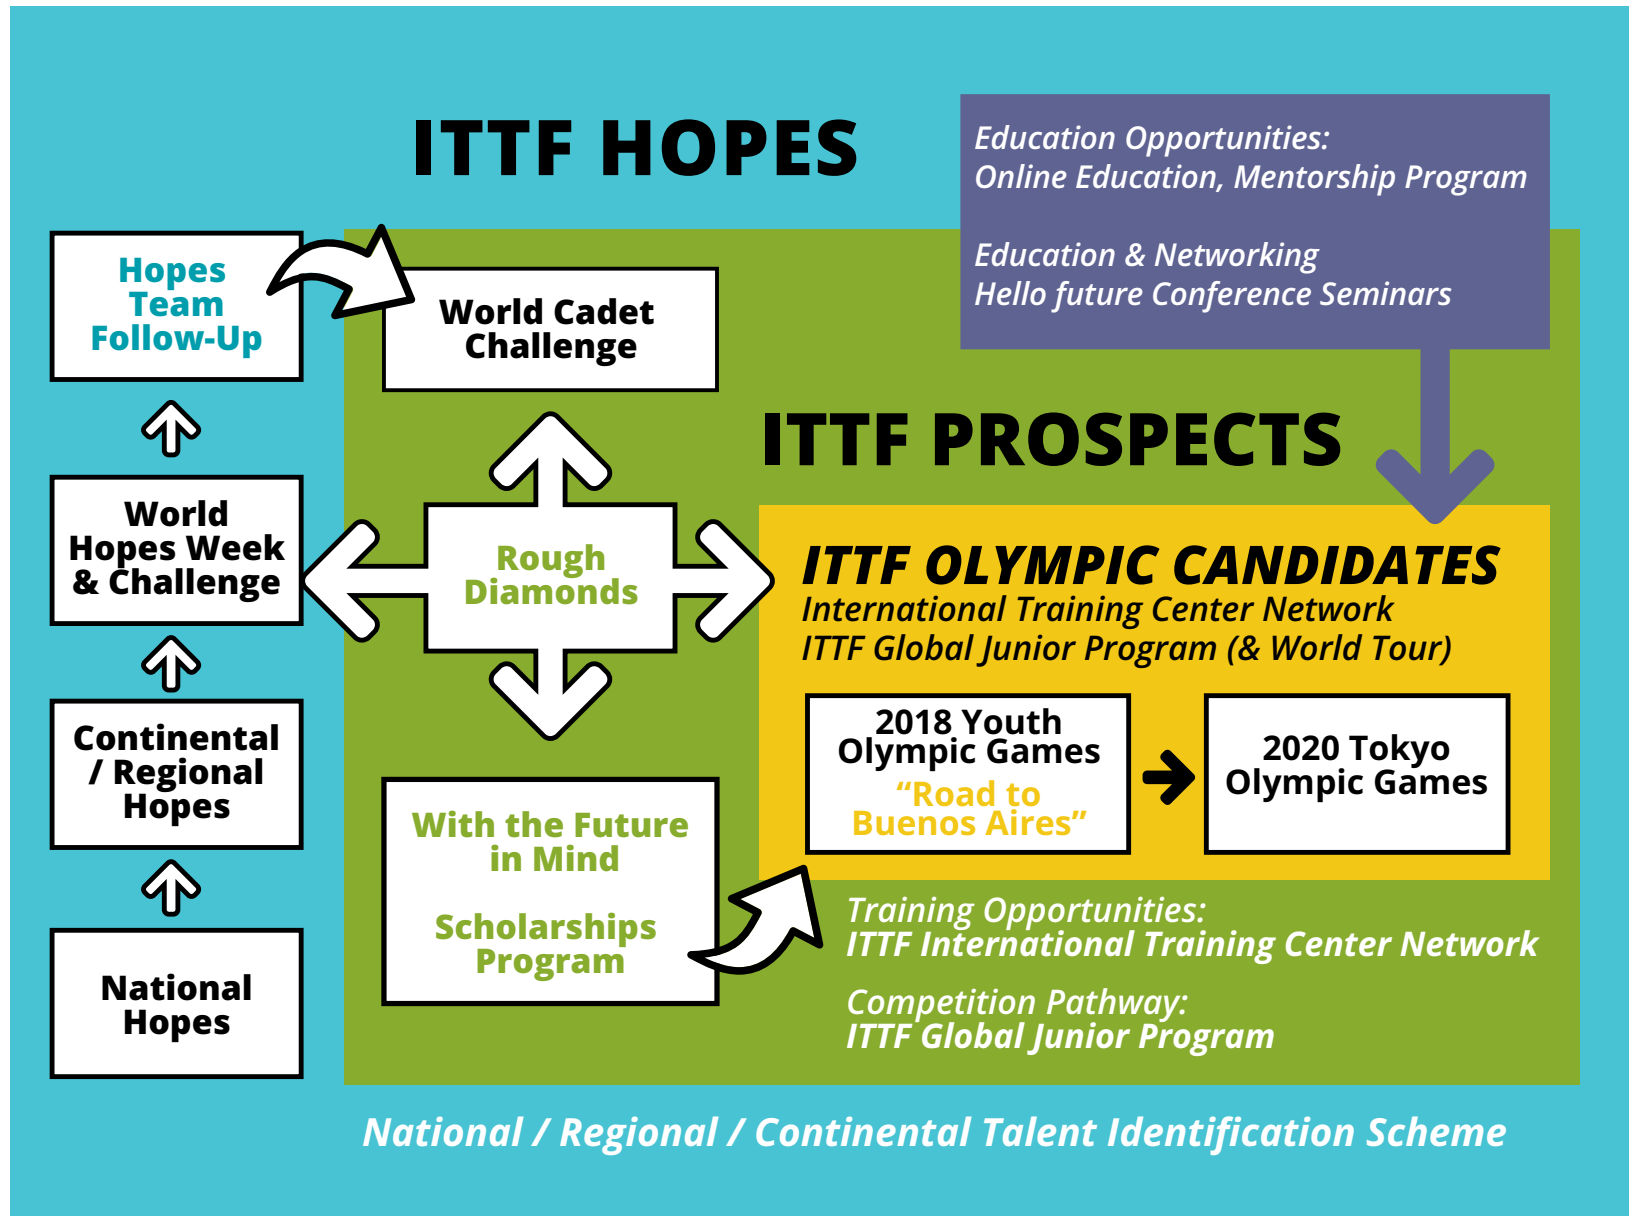 ITTF HOPES
Education Opportunities:
Online Education, Mentorship Program
Education & Networking
Hello future Conference Seminars
Hopes
Team
Follow-Up
World Cadet
Challenge
World
Hopes Week
& Challenge
Continental
/ Regional
Hopes
National
Hopes
Rough
Diamonds
With the Future
in Mind
Scholarships
Program
ITTF PROSPECTS
ITTF OLYMPIC CANDIDATES
International Training Center Network
ITTF Global Junior Program (& World Tour)
2018 Youth
Olympic Games
“Road to
Buenos Aires”
2020 Tokyo
Olympic Games
Training Opportunities:
ITTF International Training Center Network
Competition Pathway:
ITTF Global Junior Program
National / Regional / Continental Talent Identification Scheme